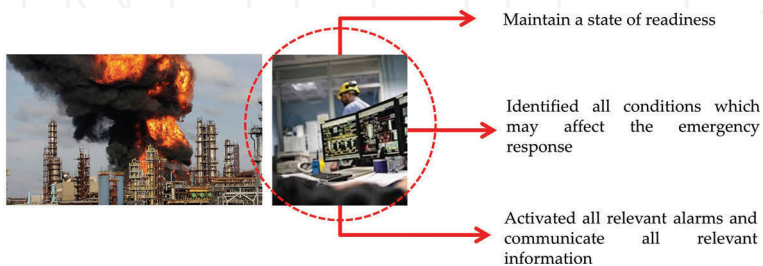 Maintain a state of readiness
Identified all conditions which
may affect the emergency
response
Activated all relevant alarms and
communicate all relevant
information